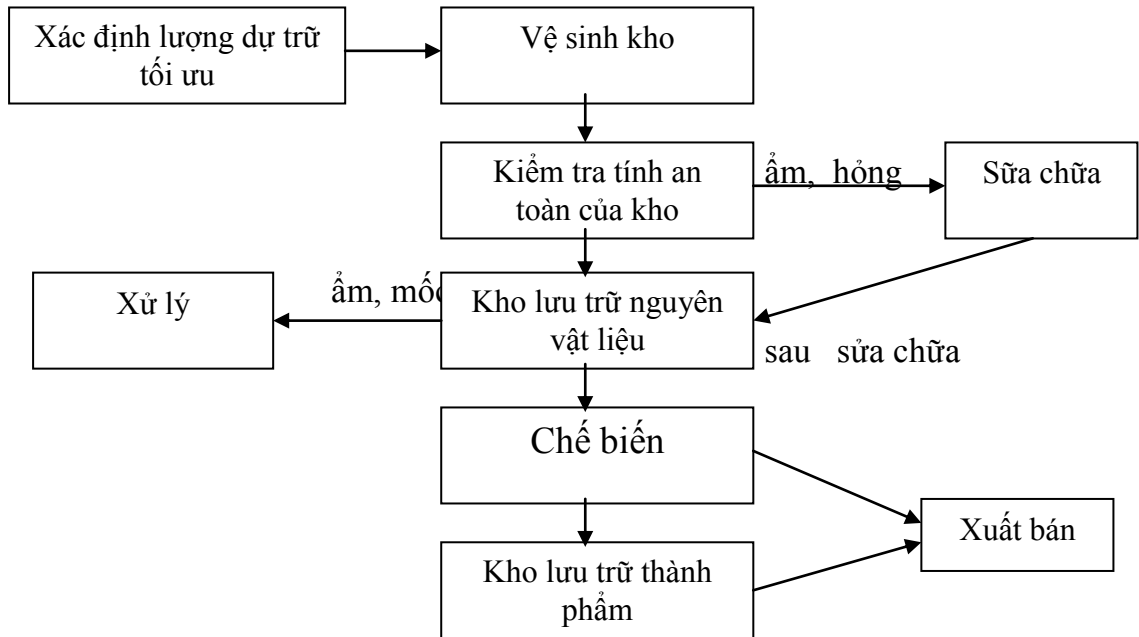 Xác định lượng dự trữ
tối ưu
Vệ sinh kho
Kiểm tra tính an
toàn của kho
ẩm, hỏng
Sữa chữa
Xử lý
ẩm, mốc
Kho lưu trữ nguyên
vật liệu
sau sửa chữa
Chế biến
Xuất bán
Kho lưu trữ thành
phẩm